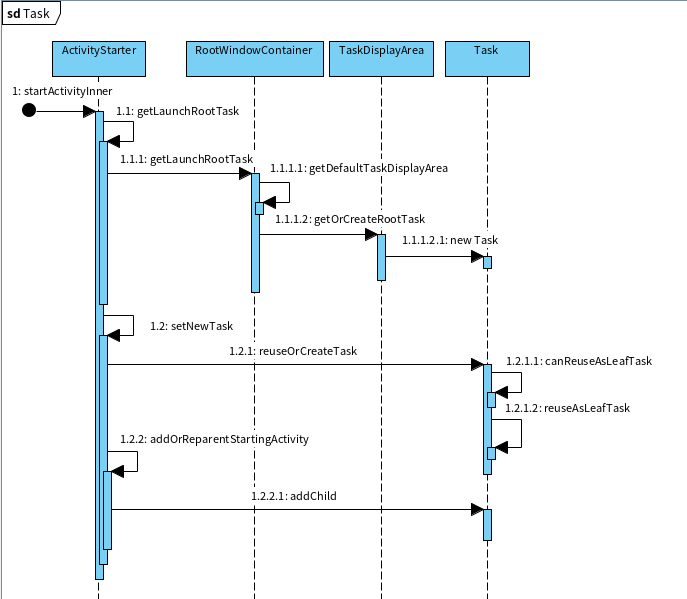 sd Task
ActivityStarter
RootWindowContainer
TaskDisplayArea
Task
1: startActivityInner
1.1: getLaunchRootTask
1.1.1: getLaunchRootTask
1.1.1.1: getDefaultTaskDisplayArea
1.1.1.2: getOrCreateRootTask
1.1.1.2.1: new Task
1.2: setNewTask
1.2.1: reuseOrCreateTask
1.2.1.1: canReuseAsLeafTask
1.2.1.2: reuseAsLeafTask
1.2.2: addOrReparentStartingActivity
1.2.2.1: addChild